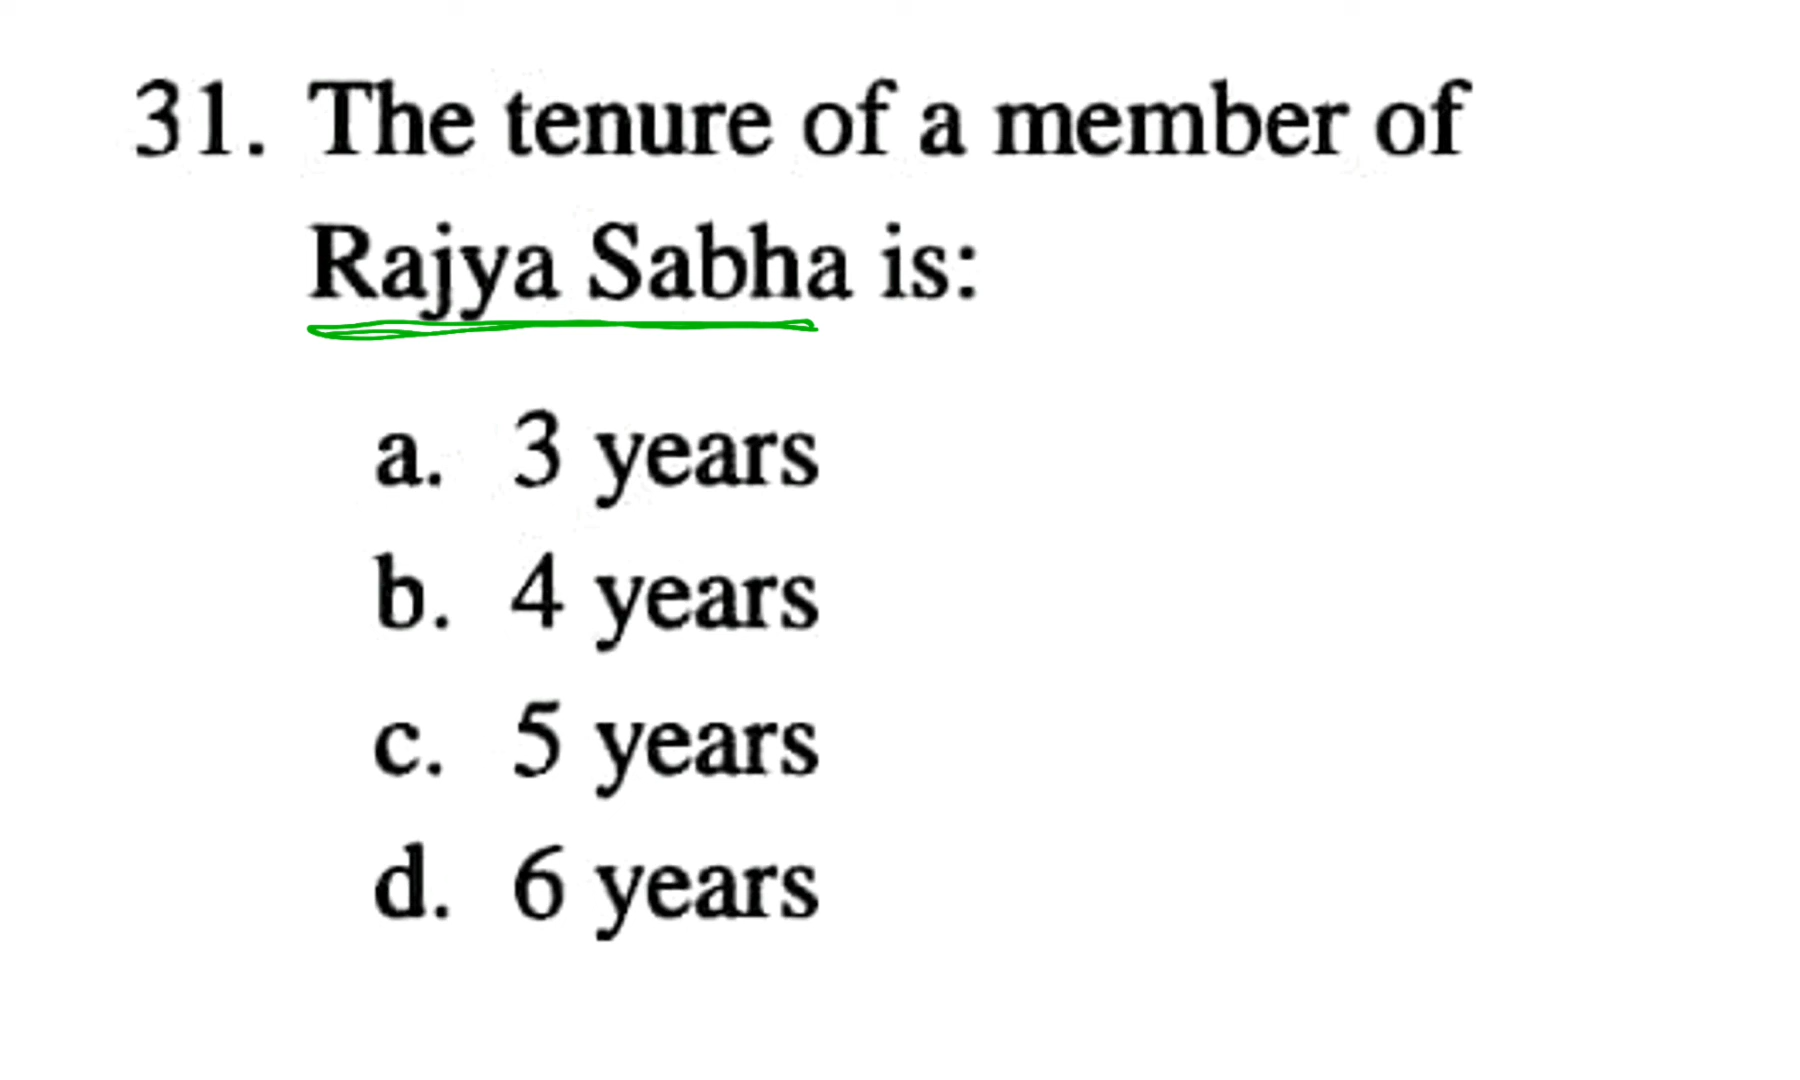 31. The tenure of a member of
Rajya Sabha is:
a. 3 years
b. 4 years
c. 5 years
d. 6 years